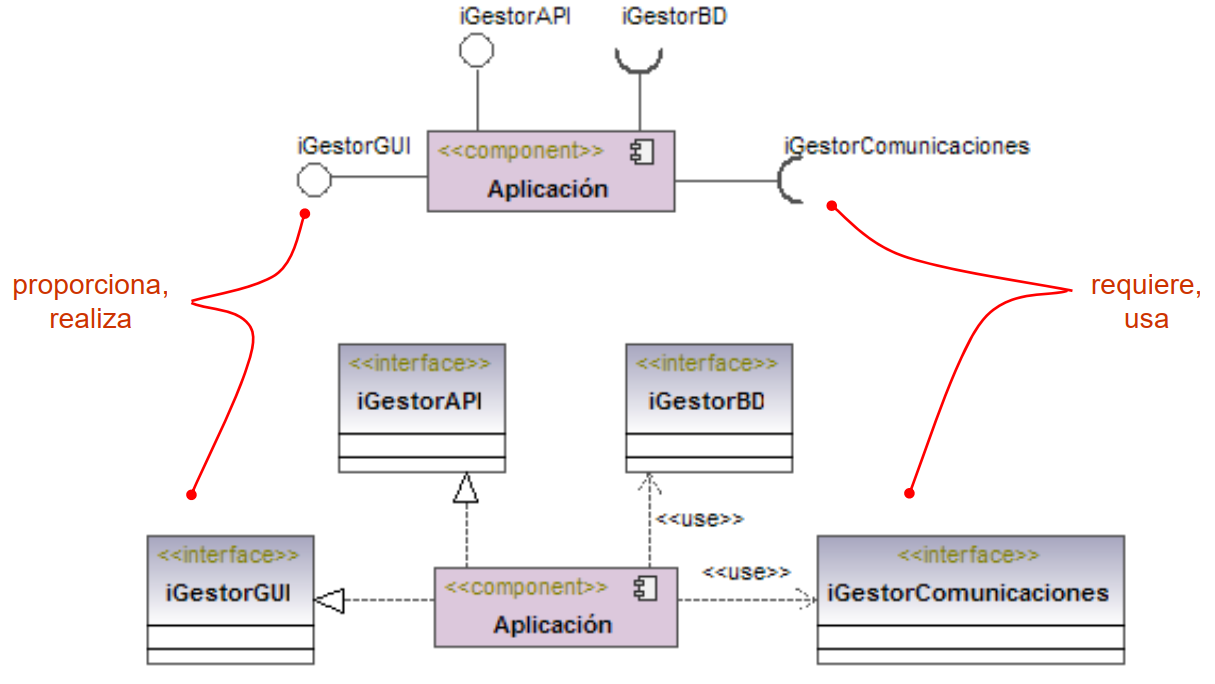 iGestorAPI
iGestorBD
iGestorGUI
<<component>>
Aplicación
iGestorComunicaciones
proporciona,
realiza
requiere,
usa
<<interface>>
iGestorAPI
<<interface>>
iGestorBD
<<use>>
<<interface>>
iGestorGUI
<<component>>
Aplicación
<<use>>
<<interface>>
iGestorComunicaciones